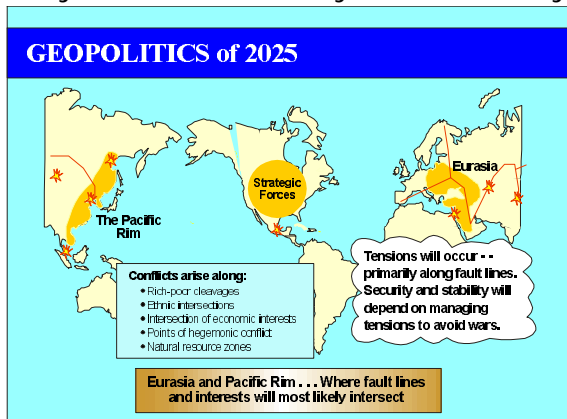 GEOPOLITICS of 2025
Strategic
Forces
Eurasia
The Pacific
Rim
Tensions will occur - -
primarily along fault lines.
Security and stability will
depend on managing
tensions to avoid wars.
Conflicts arise along:
• Rich-poor cleavages
• Ethnic intersections
• Intersection of economic interests
• Points of hegemonic conflict
• Natural resource zones
Eurasia and Pacific Rim . . . Where fault lines
and interests will most likely intersect